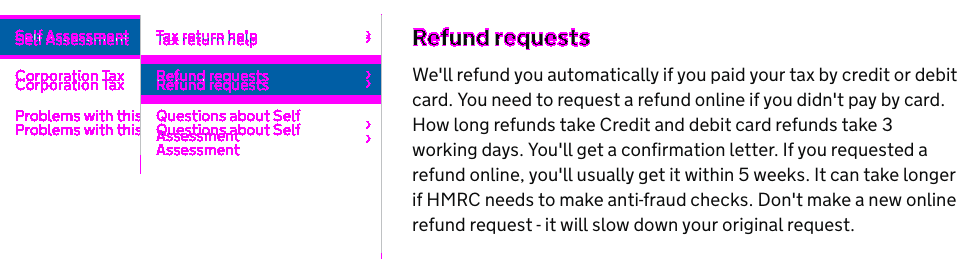 Self Assessment
Corporation Tax
Problems with this
Tax return help
Refund requests
Questions about Self
Assessment
Refund requests
We'll refund you automatically if you paid your tax by credit or debit
card. You need to request a refund online if you didn't pay by card.
How long refunds take Credit and debit card refunds take 3
working days. You'll get a confirmation letter. If you requested a
refund online, you'll usually get it within 5 weeks. It can take longer
if HMRC needs to make anti-fraud checks. Don't make a new online
refund request - it will slow down your original request.